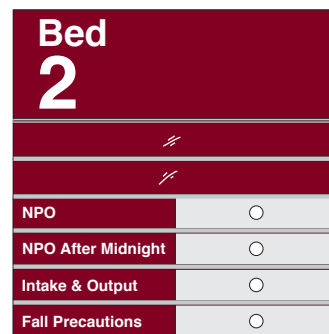 Bed
2
NPO
NPO After Midnight
Intake & Output
Fall Precautions